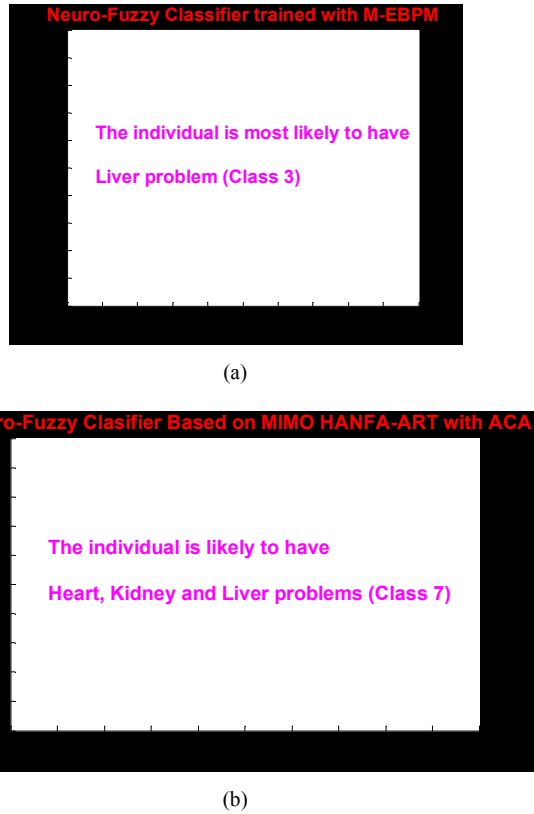 Neuro-Fuzzy Classifier trained with M-EBPM
The individual is most likely to have
Liver problem (Class 3)
(a)
ro-Fuzzy Clasifier Based on MIMO HANFA-ART with ACA
The individual is likely to have
Heart, Kidney and Liver problems (Class 7)
(b)